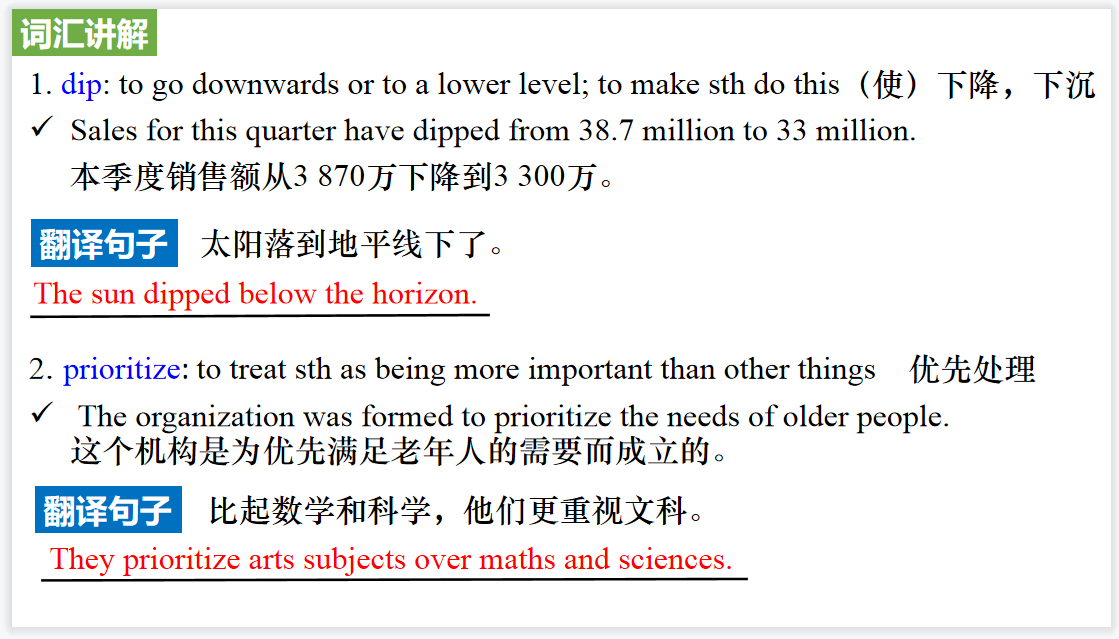 词汇讲解
1. dip: to go downwards or to a lower level; to make sth do this（使）下降，下沉
✓ Sales for this quarter have dipped from 38.7 million to 33 million.
本季度销售额从3 870万下降到3 300万。
翻译句子 太阳落到地平线下了。
The sun dipped below the horizon.
2. prioritize: to treat sth as being more important than other things 优先处理
✓ The organization was formed to prioritize the needs of older people.
这个机构是为优先满足老年人的需要而成立的。
翻译句子 比起数学和科学，他们更重视文科。
They prioritize arts subjects over maths and sciences.